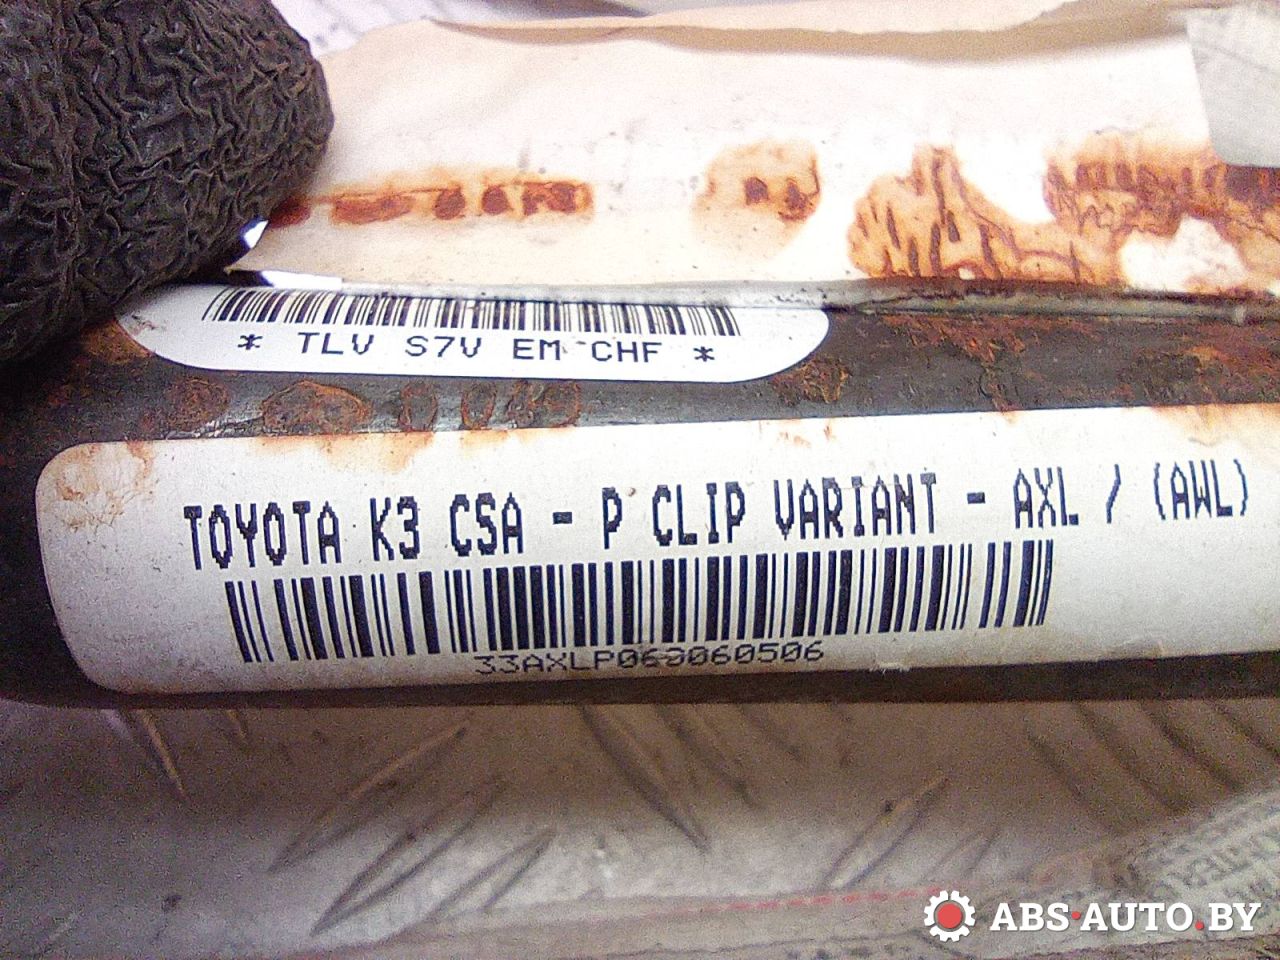 * TLV S7V EM CHF *
TOYOTA K3 CSA - P CLIP VARIANT - AXL / (AWL)
33AXLP060060506
ABS·AUTO.BY